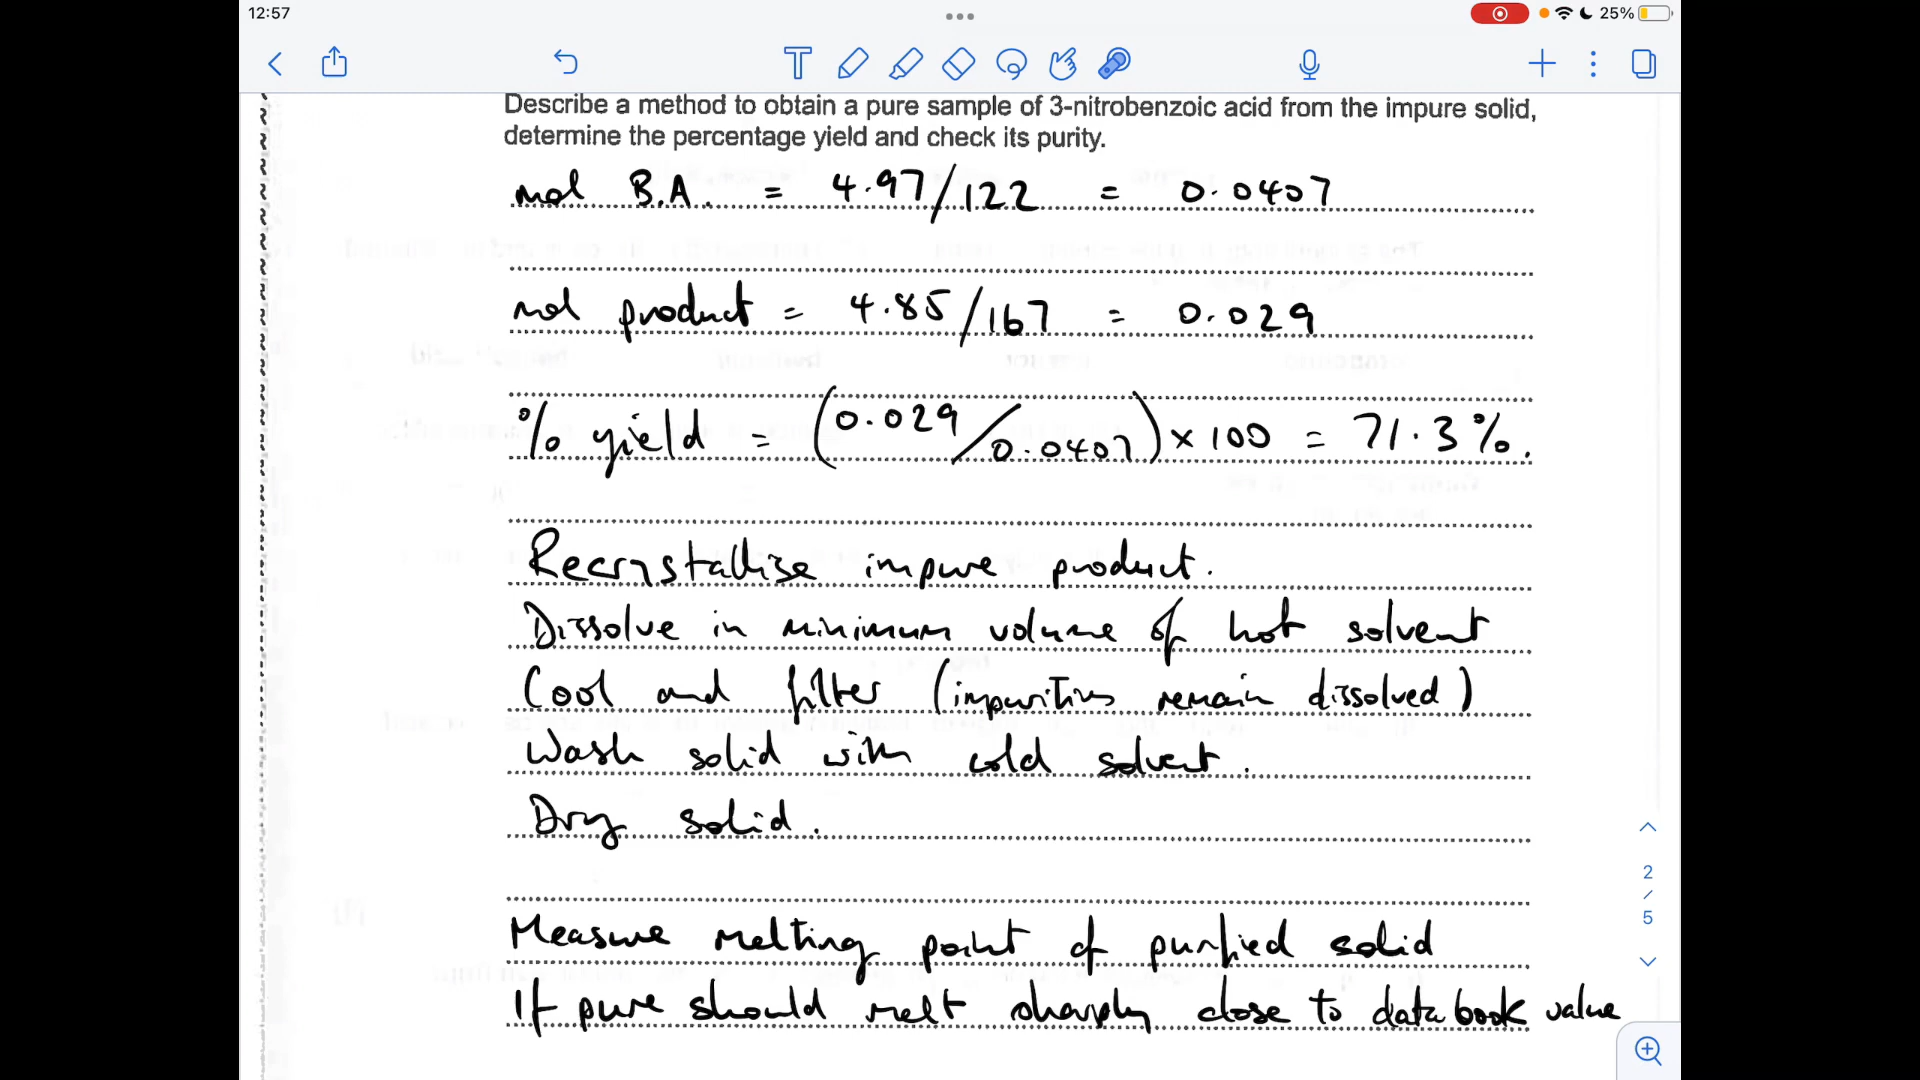 12:57
25%
Describe a method to obtain a pure sample of 3-nitrobenzoic acid from the impure solid,
determine the percentage yield and check its purity.
mol B.A. = 4.97/122 = 0.0407
mol product = 4.85/167 = 0.029
% yield = (0.029/0.0407) × 100 = 71.3%.
Recrystallise impure product.
Dissolve in minimum volume of hot solvent
Cool and filter (impurities remain dissolved)
Wash solid with cold solvent.
Dry solid.
2
/
5
Measure melting point of purified solid
If pure should melt sharply close to data book value